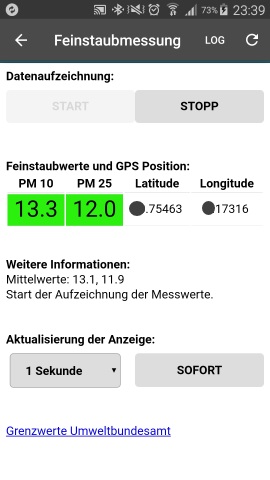 73% 23:39
Feinstaubmessung LOG
Datenaufzeichnung:
START STOPP
Feinstaubwerte und GPS Position:
PM 10 PM 25 Latitude Longitude
13.3 12.0 .75463 17316
Weitere Informationen:
Mittelwerte: 13.1, 11.9
Start der Aufzeichnung der Messwerte.
Aktualisierung der Anzeige:
1 Sekunde SOFORT
Grenzwerte Umweltbundesamt